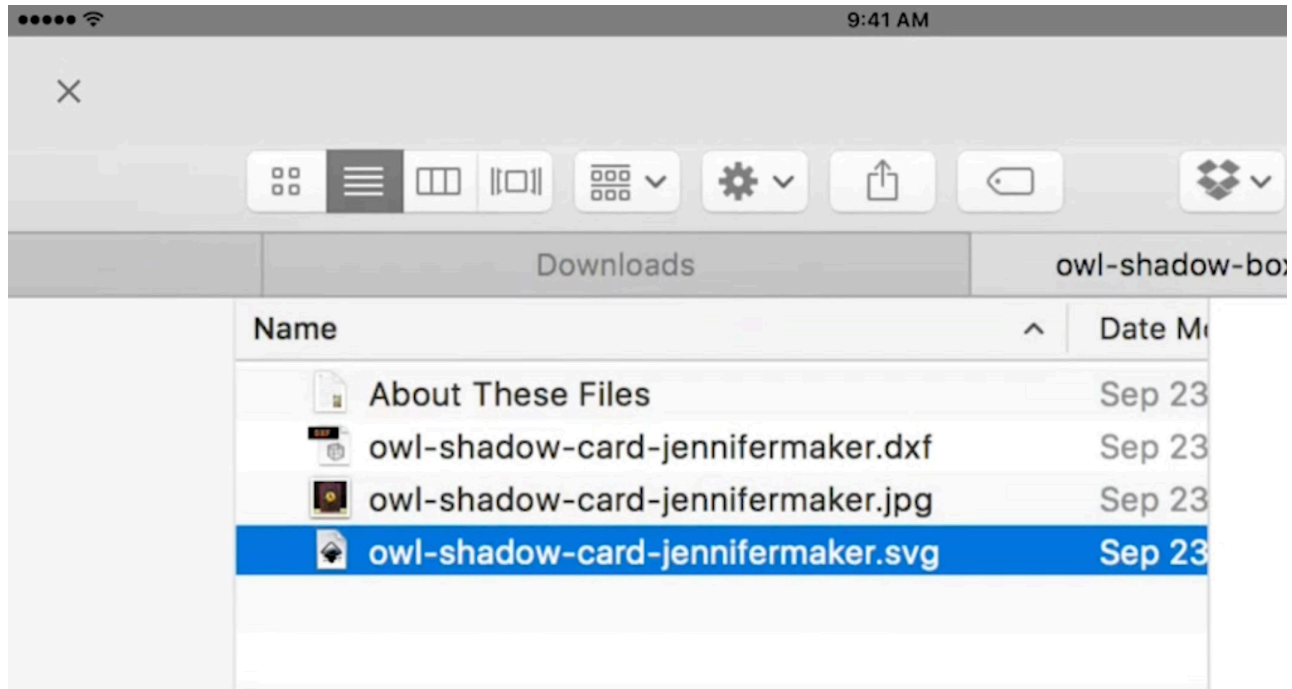 9:41 AM
Downloads
owl-shadow-bo
Name Date M
About These Files Sep 23
owl-shadow-card-jennifermaker.dxf Sep 23
owl-shadow-card-jennifermaker.jpg Sep 23
owl-shadow-card-jennifermaker.svg Sep 23